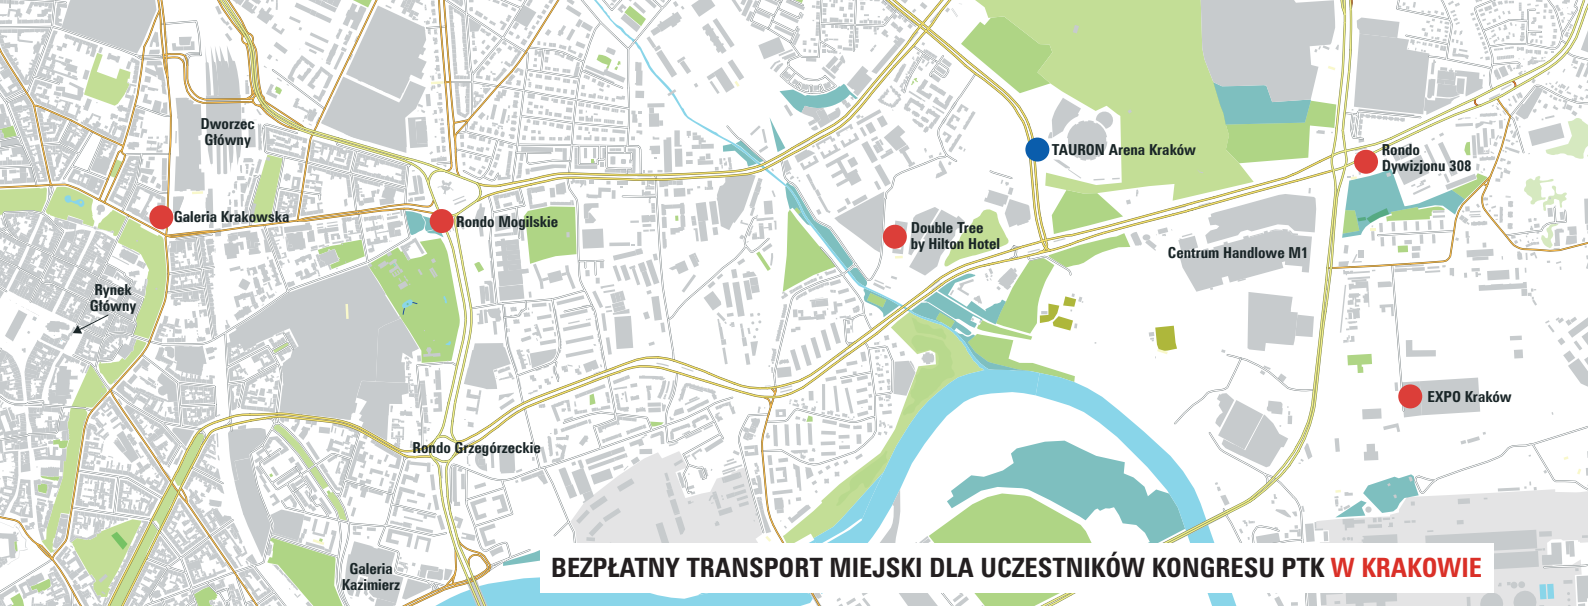 Dworzec
Główny
TAURON Arena Kraków
Rondo
Dywizjonu 308
Galeria Krakowska
Rondo Mogilskie
Double Tree
by Hilton Hotel
Centrum Handlowe M1
Rynek
Główny
EXPO Kraków
Rondo Grzegórzeckie
Galeria
Kazimierz
BEZPŁATNY TRANSPORT MIEJSKI DLA UCZESTNIKÓW KONGRESU PTK W KRAKOWIE